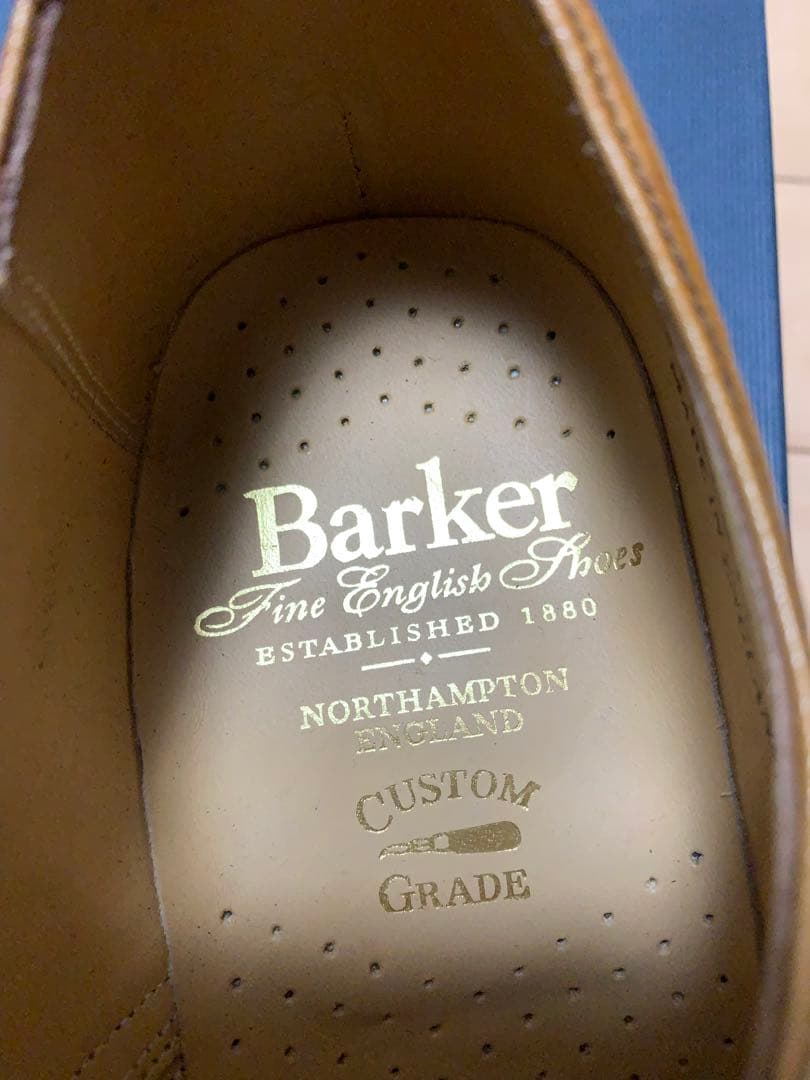 Barker
Fine English Shoes
ESTABLISHED 1880
NORTHAMPTON
ENGLAND
CUSTOM
GRADE